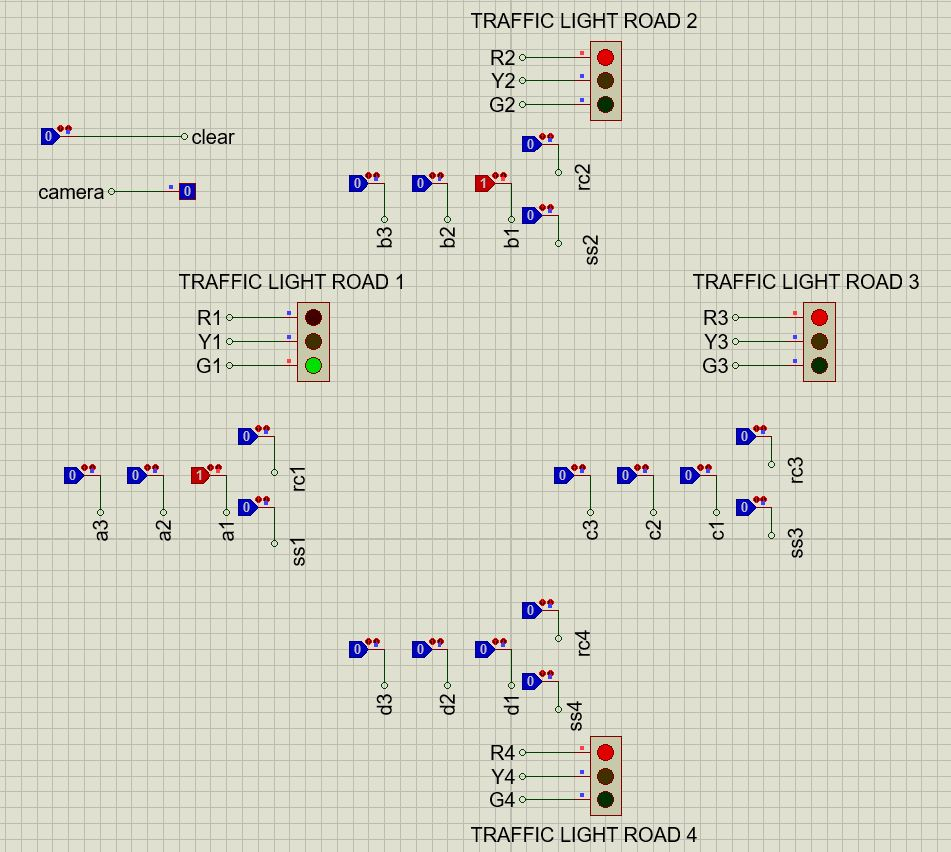 TRAFFIC LIGHT ROAD 2
R2
Y2
G2
0 clear
camera 0
0 rc2
0 b3
0 b2
1 b1
0 ss2
TRAFFIC LIGHT ROAD 1
R1
Y1
G1
TRAFFIC LIGHT ROAD 3
R3
Y3
G3
0 rc1
0 a3
0 a2
1 a1
0 ss1
0 rc3
0 c3
0 c2
0 c1
0 ss3
0 rc4
0 d3
0 d2
0 d1
0 ss4
R4
Y4
G4
TRAFFIC LIGHT ROAD 4